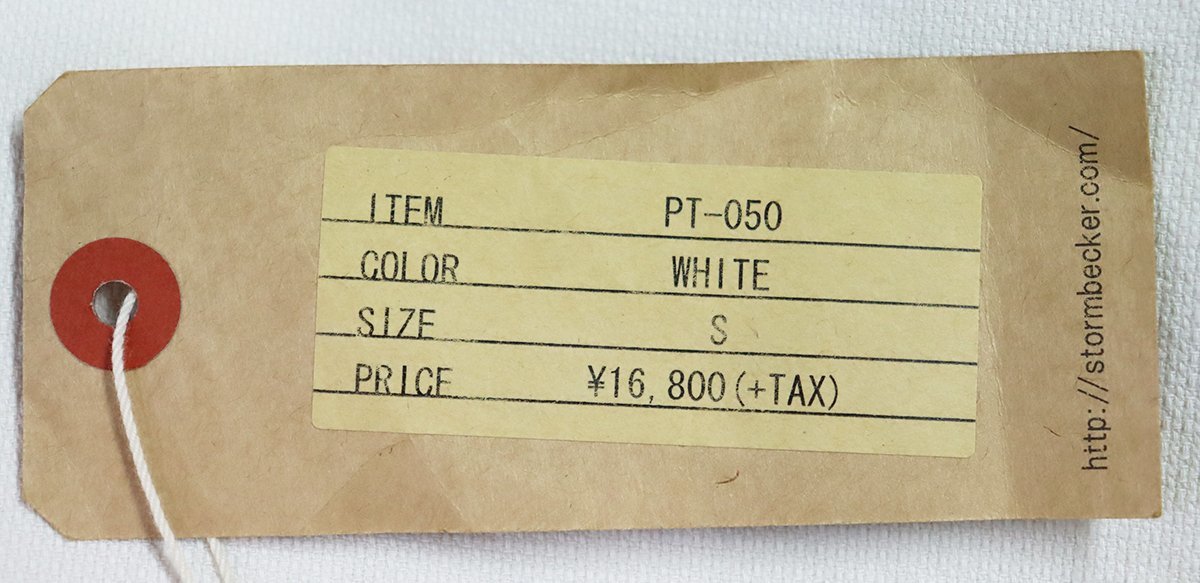 ITEM PT-050
COLOR WHITE
SIZE S
PRICE ¥16,800(+TAX)
http://stormbecker.com/